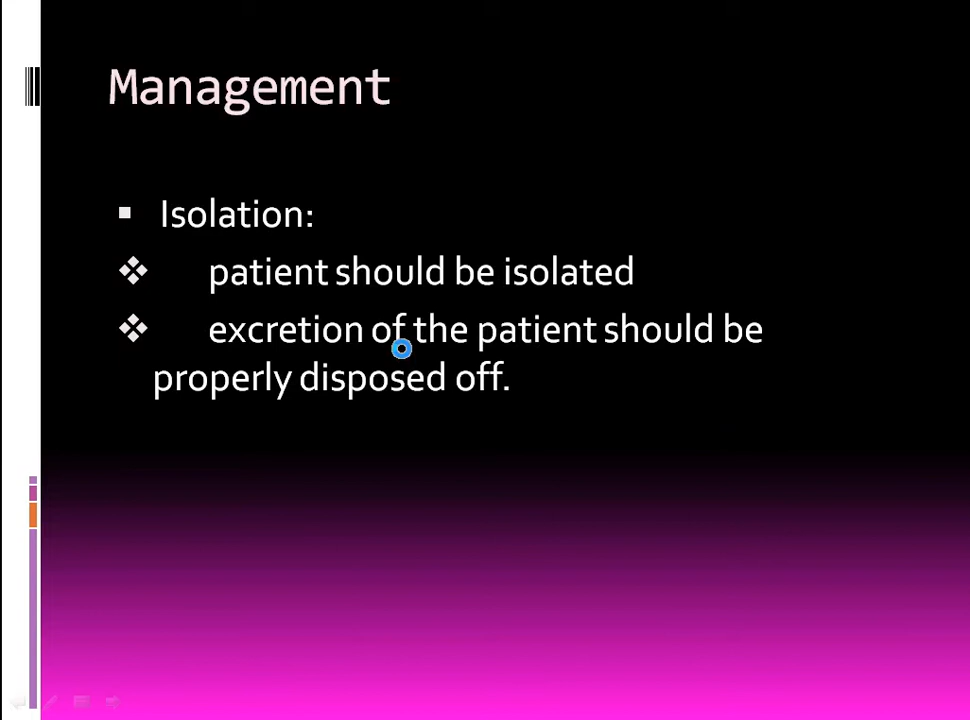 Management
Isolation:
patient should be isolated
excretion of the patient should be
properly disposed off.